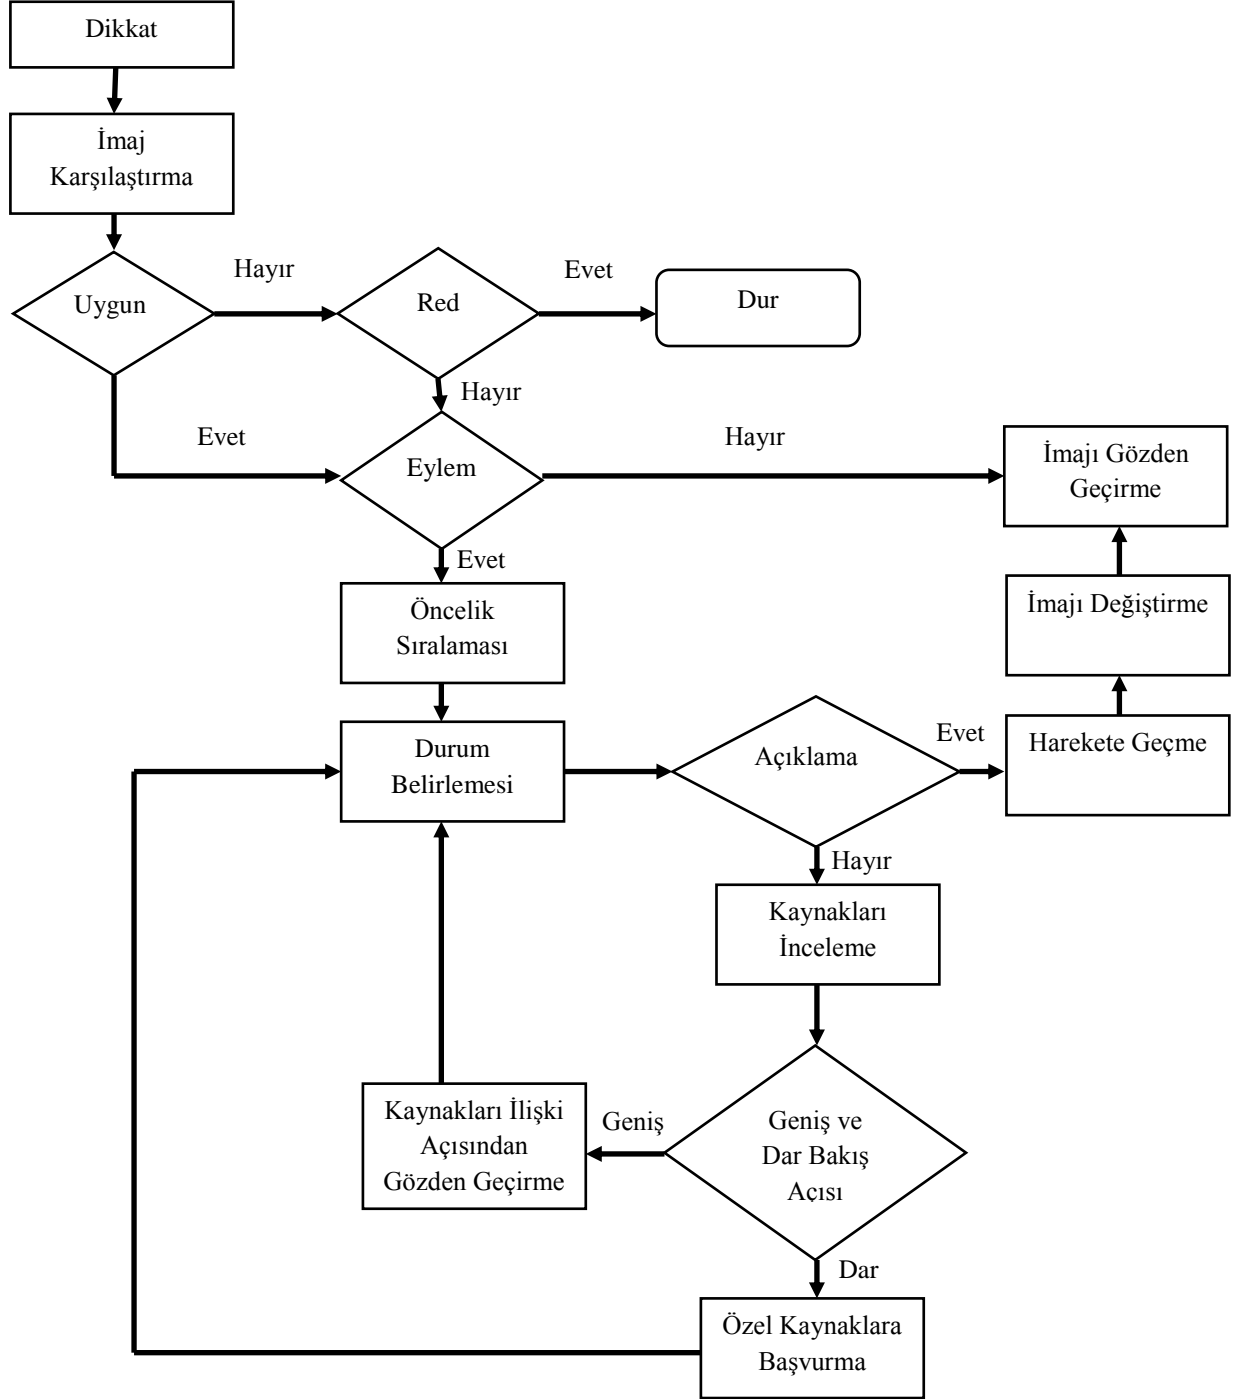 Dikkat
İmaj
Karşılaştırma
Hayır
Evet
Uygun
Red
Dur
Hayır
Evet
Hayır
Eylem
İmajı Gözden
Geçirme
Evet
Öncelik
Sıralaması
İmajı Değiştirme
Durum
Belirlemesi
Açıklama
Evet
Harekete Geçme
Hayır
Kaynakları
İnceleme
Kaynakları İlişki
Açısından
Gözden Geçirme
Geniş
Geniş ve
Dar Bakış
Açısı
Dar
Özel Kaynaklara
Başvurma